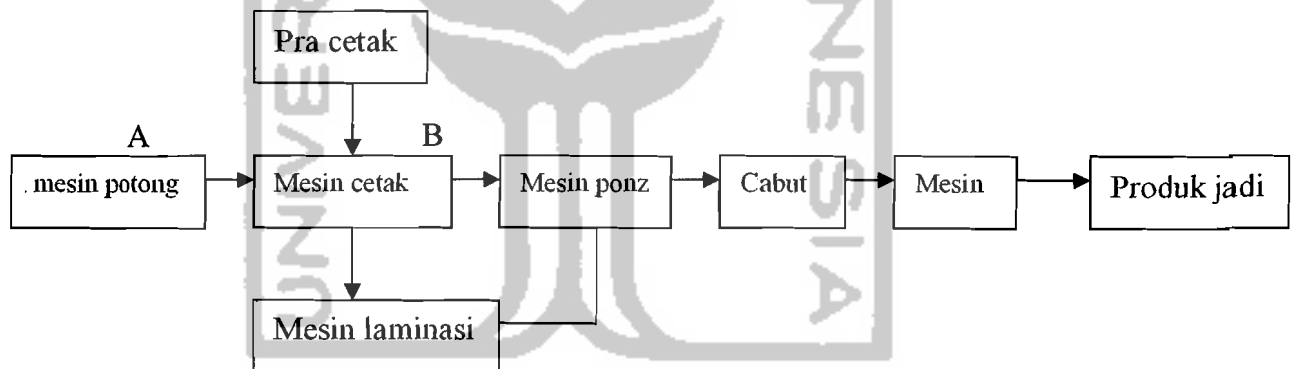 Pra cetak
A
B
. mesin potong
Mesin cetak
Mesin ponz
Cabut
Mesin
Produk jadi
Mesin laminasi